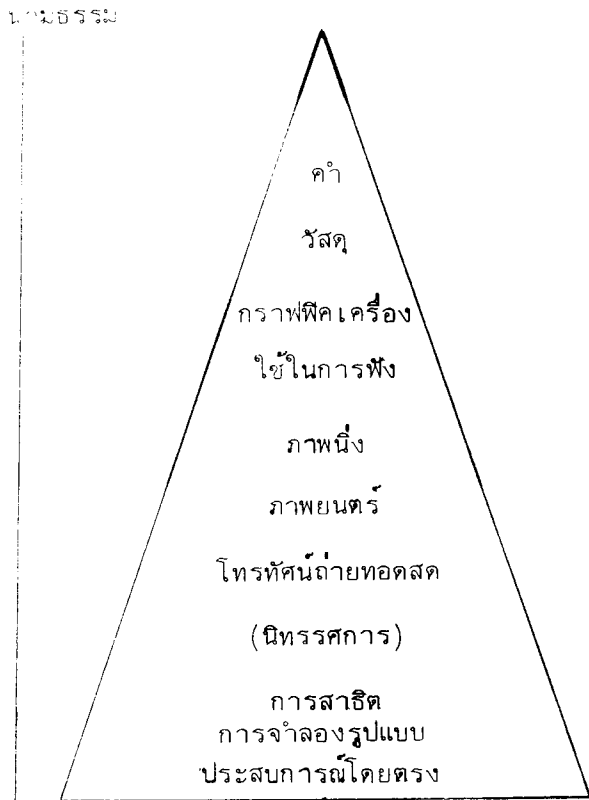 นามธรรม
คำ
วัสดุ
กราฟฟิคเครื่อง
ใช้ในการฟัง
ภาพนิ่ง
ภาพยนตร์
โทรทัศน์ถ่ายทอดสด
(นิทรรศการ)
การสาธิต
การจำลองรูปแบบ
ประสบการณ์โดยตรง